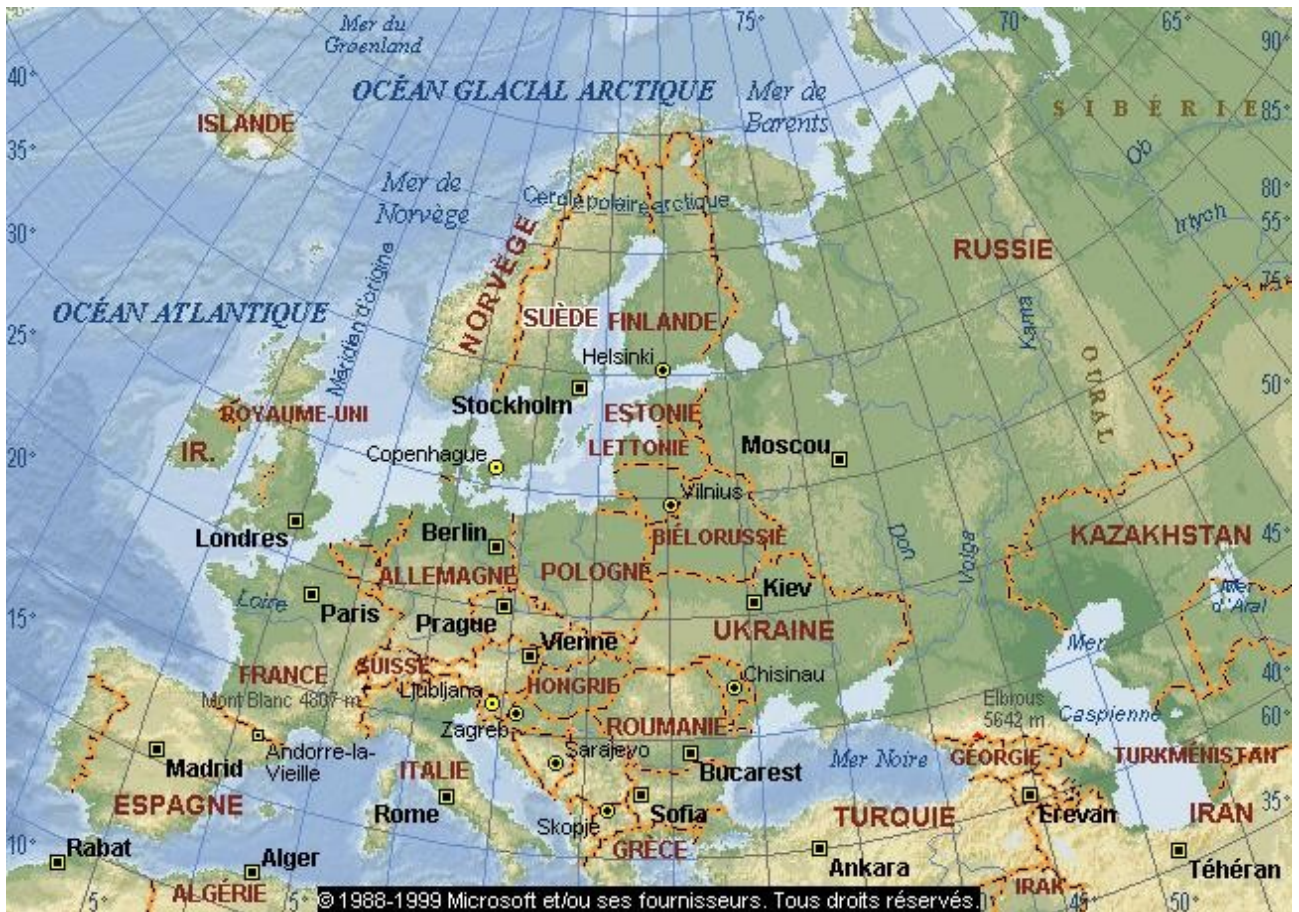 Mer du
Groenland
75°
70°
65°
90°
40°
OCÉAN GLACIAL ARCTIQUE
Mer de
Barents
SIBÉRIE
85°
ISLANDE
35°
Ob
Mer de
Norvège
Cercle polaire arctique
80°
55°
Irtych
30°
NORVÈGE
RUSSIE
75°
Méridien d'origine
OCÉAN ATLANTIQUE
SUÈDE
FINLANDE
Kama
25°
Helsinki
OURAL
50°
Stockholm
ROYAUME-UNI
ESTONIE
IR.
LETTONIE
Moscou
20°
Copenhague
Vilnius
Londres
Berlin
BIÉLORUSSIE
Don
Volga
KAZAKHSTAN
45°
ALLEMAGNE
POLOGNE
Kiev
Mer
d'Aral
Loire
Paris
Prague
15°
UKRAINE
Vienne
Mer
Caspienne
FRANCE
SUISSE
40°
Mont Blanc 4807 m
Ljubljana
HONGRIE
Chisinau
Elbrous
5642 m
60°
Zagreb
ROUMANIE
Andorre-la-
Vieille
Madrid
ITALIE
Sarajevo
Bucarest
Mer Noire
GÉORGIE
TURKMÉNISTAN
ESPAGNE
Rome
Skopje
Sofia
TURQUIE
Erevan
IRAN
35°
10°
Rabat
Alger
GRÈCE
Ankara
Téhéran
ALGÉRIE
IRAK
5°
5°
© 1988-1999 Microsoft et/ou ses fournisseurs. Tous droits réservés.
40°
45°
50°